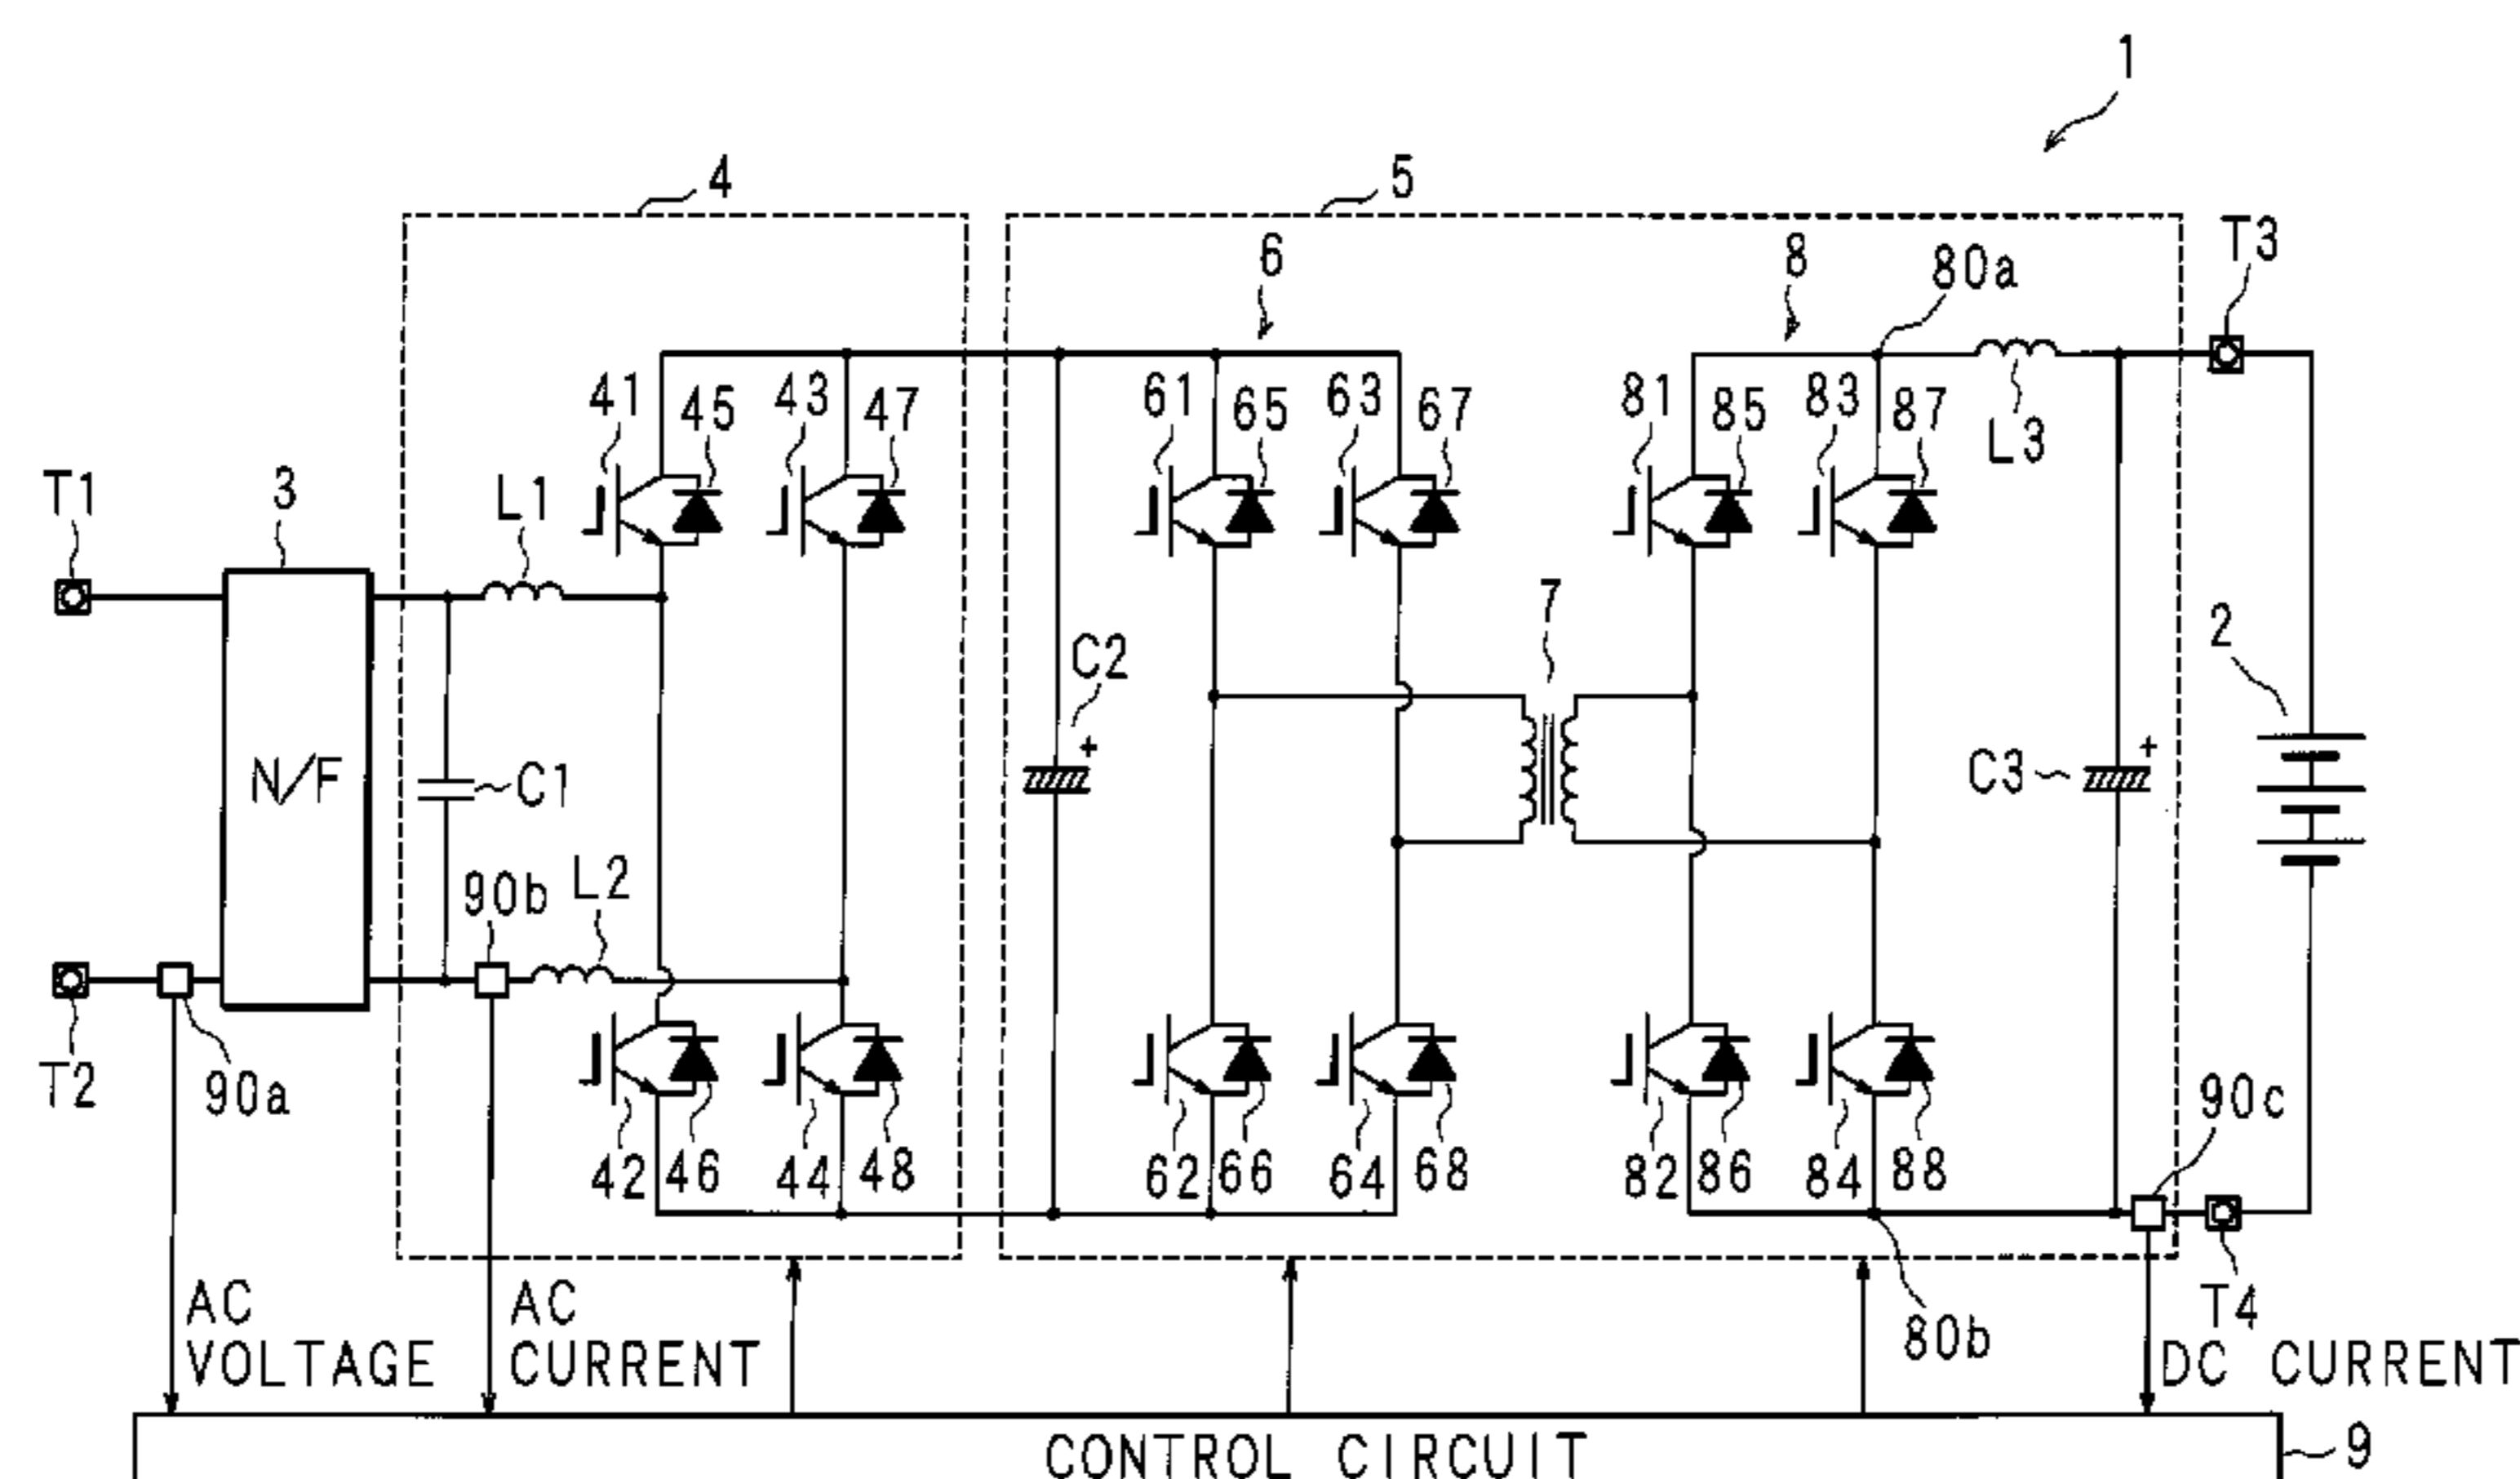 1
4
5
6
8
80a
T3
41
45
43
47
61
65
63
67
81
85
83
87
L3
T1
3
L1
7
2
C2
+
N/F
C1
C3
+
90b
L2
T2
90a
90c
42
46
44
48
62
66
64
68
82
86
84
88
AC
VOLTAGE
AC
CURRENT
80b
T4
DC CURRENT
CONTROL CIRCUIT
9